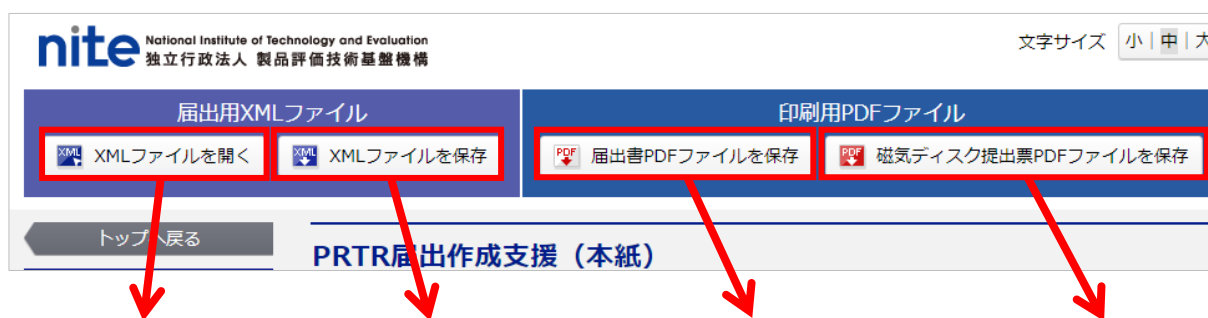 nite National Institute of Technology and Evaluation
独立行政法人 製品評価技術基盤機構
文字サイズ 小 | 中 | 大
届出用XMLファイル
印刷用PDFファイル
XML XMLファイルを開く
XML XMLファイルを保存
PDF 届出書PDFファイルを保存
PDF 磁気ディスク提出票PDFファイルを保存
トップへ戻る
PRTR届出作成支援（本紙）